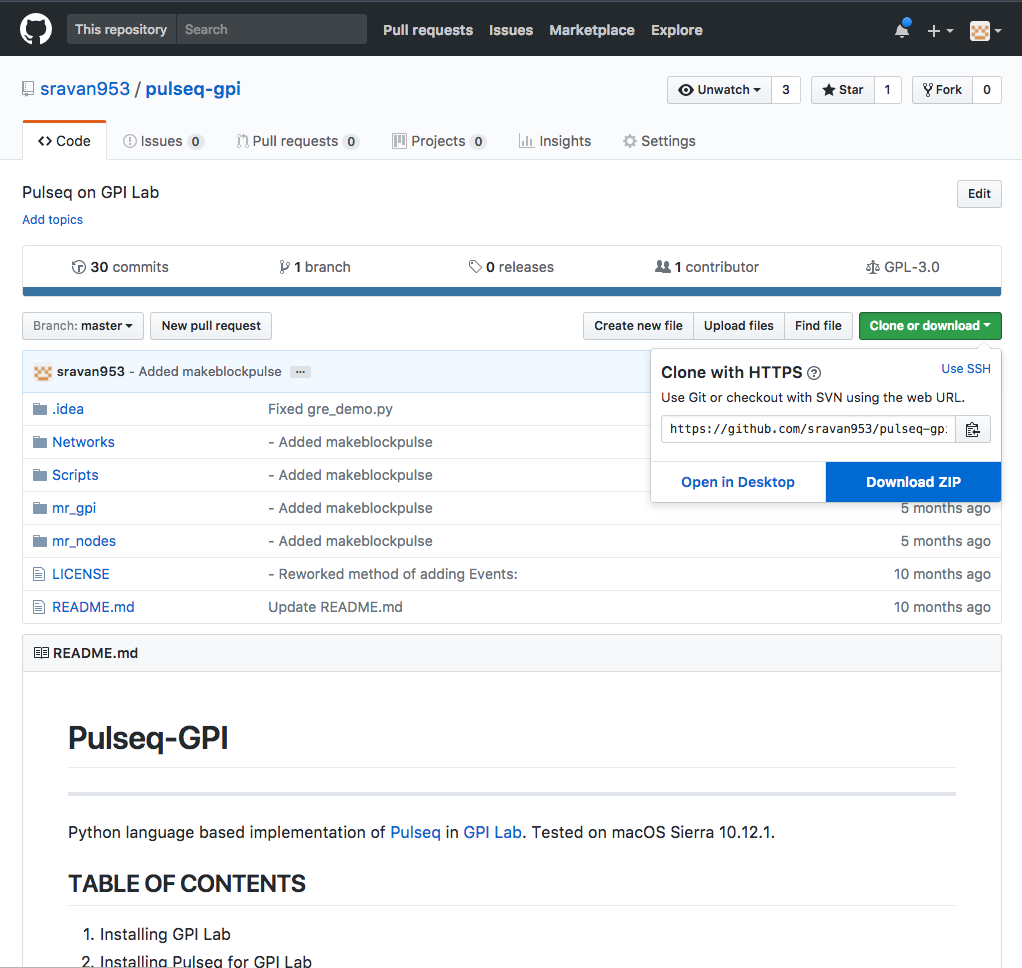 This repository Search Pull requests Issues Marketplace Explore
sravan953 / pulseq-gpi Unwatch 3 Star 1 Fork 0
Code Issues 0 Pull requests 0 Projects 0 Insights Settings
Pulseq on GPI Lab Edit
Add topics
30 commits 1 branch 0 releases 1 contributor GPL-3.0
Branch: master New pull request Create new file Upload files Find file Clone or download
sravan953 - Added makeblockpulse ...
Clone with HTTPS ? Use SSH
Use Git or checkout with SVN using the web URL.
https://github.com/sravan953/pulseq-gp
Open in Desktop Download ZIP
.idea Fixed gre_demo.py
Networks - Added makeblockpulse
Scripts - Added makeblockpulse
mr_gpi - Added makeblockpulse 5 months ago
mr_nodes - Added makeblockpulse 5 months ago
LICENSE - Reworked method of adding Events: 10 months ago
README.md Update README.md 10 months ago
README.md
Pulseq-GPI
Python language based implementation of Pulseq in GPI Lab. Tested on macOS Sierra 10.12.1.
TABLE OF CONTENTS
1. Installing GPI Lab
2. Installing Pulseq for GPI Lab